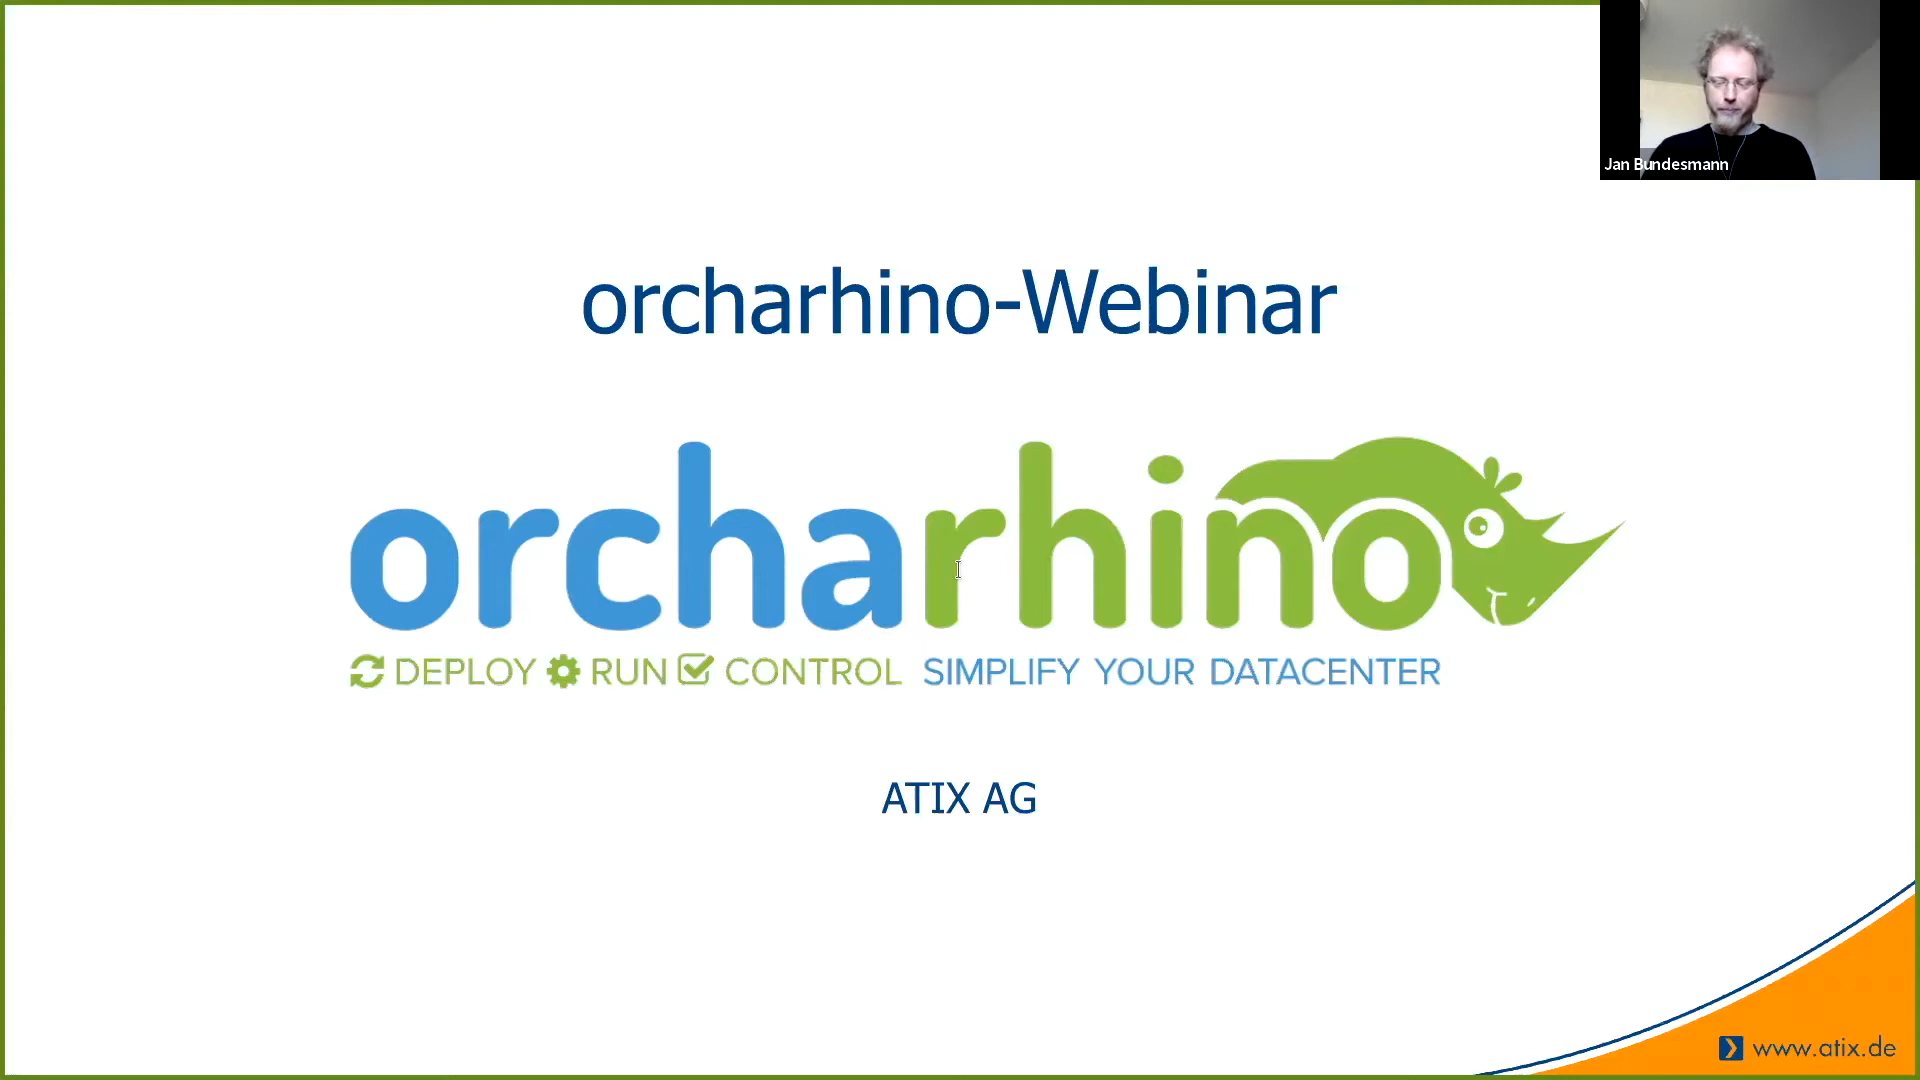 Jan Bundesmann
orcharhino-Webinar
orcharhino
DEPLOY RUN CONTROL SIMPLIFY YOUR DATACENTER
ATIX AG
www.atix.de